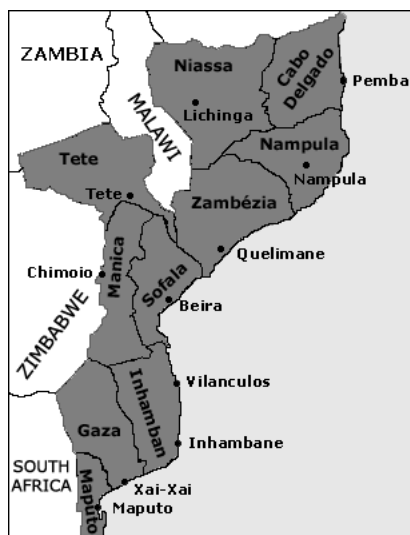 ZAMBIA
Niassa
Cabo
Delgado
Pemba
Lichinga
MALAWI
Nampula
Nampula
Tete
Tete
Zambézia
Quelimane
Chimoio
Manica
Sofala
Beira
ZIMBABWE
Vilanculos
Inhamban
Gaza
Inhambane
SOUTH
AFRICA
Xai-Xai
Maputo
Maputo